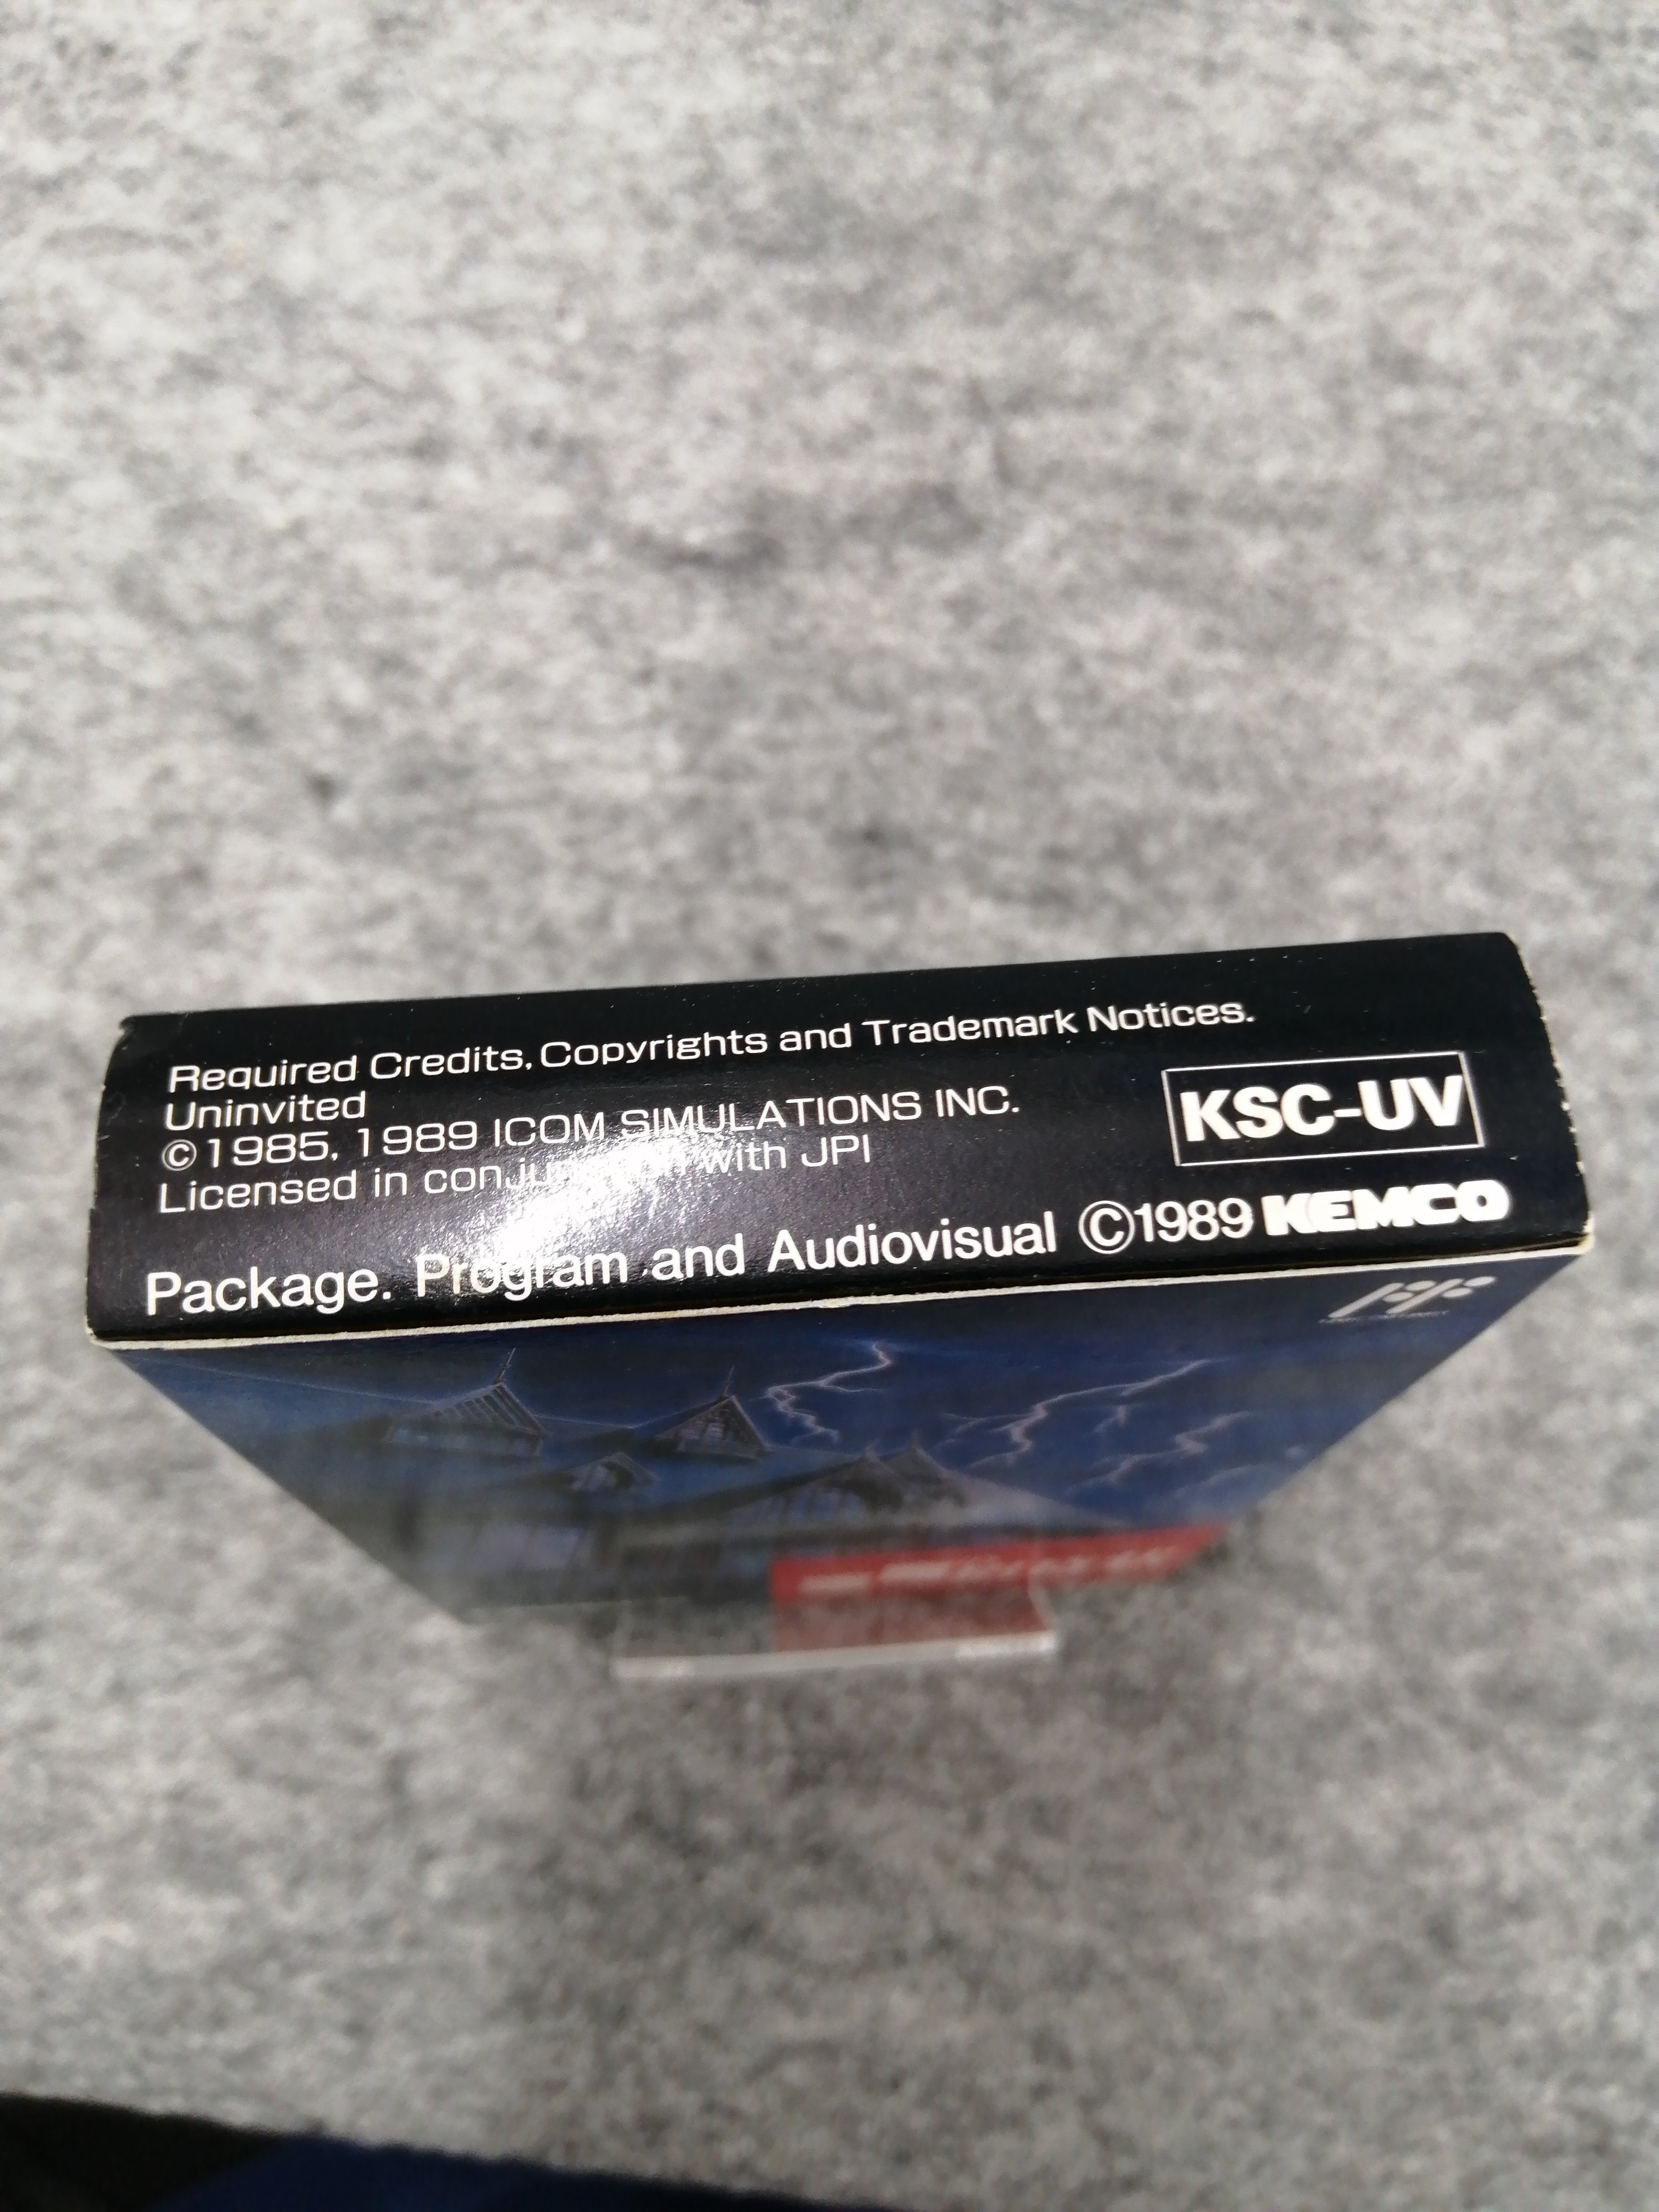 Required Credits, Copyrights and Trademark Notices.
Uninvited
©1985, 1989 ICOM SIMULATIONS INC.
Licensed in conjunction with JPI
KSC-UV
Package. Program and Audiovisual ©1989 KEMCO